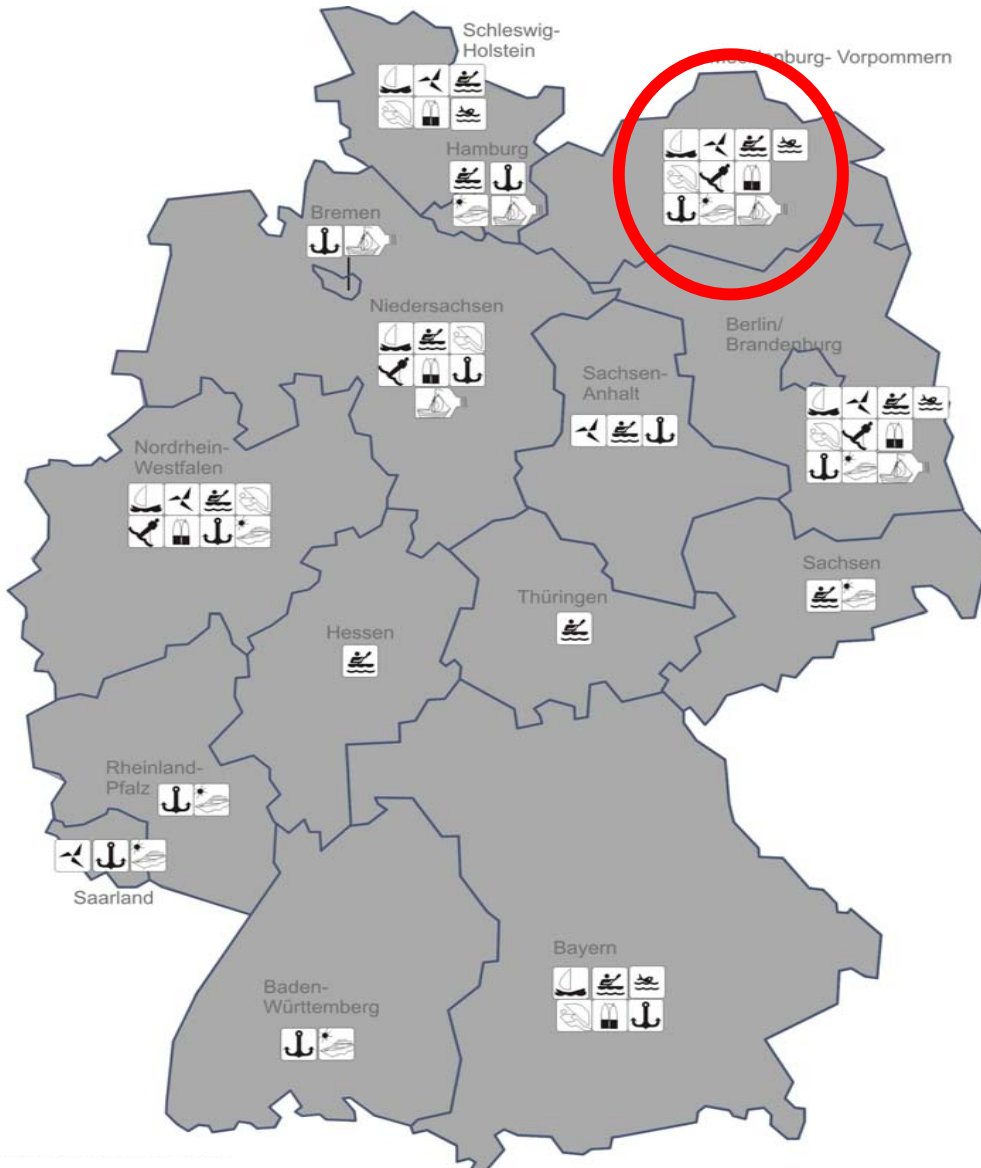 Schleswig-
Holstein
Vorpommern
Hamburg
Bremen
Niedersachsen
Berlin/
Brandenburg
Sachsen-
Anhalt
Nordrhein-
Westfalen
Sachsen
Thüringen
Hessen
Rheinland-
Pfalz
Saarland
Bayern
Baden-
Württemberg